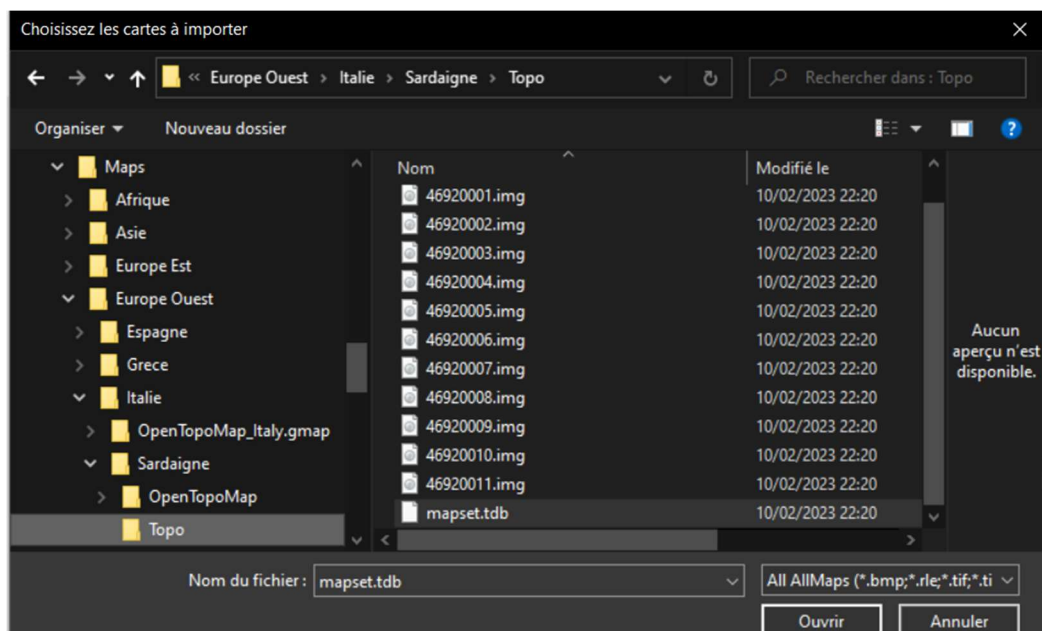 Choisissez les cartes à importer
« Europe Ouest › Italie › Sardaigne › Topo
Rechercher dans : Topo
Organiser
Nouveau dossier
Maps
Afrique
Asie
Europe Est
Europe Ouest
Espagne
Grece
Italie
OpenTopoMap_Italy.gmap
Sardaigne
OpenTopoMap
Topo
Nom Modifié le
46920001.img 10/02/2023 22:20
46920002.img 10/02/2023 22:20
46920003.img 10/02/2023 22:20
46920004.img 10/02/2023 22:20
46920005.img 10/02/2023 22:20
46920006.img 10/02/2023 22:20
46920007.img 10/02/2023 22:20
46920008.img 10/02/2023 22:20
46920009.img 10/02/2023 22:20
46920010.img 10/02/2023 22:20
46920011.img 10/02/2023 22:20
mapset.tdb 10/02/2023 22:20
Aucun
aperçu n’est
disponible.
Nom du fichier : mapset.tdb
All AllMaps (*.bmp;*.rle;*.tif;*.ti
Ouvrir
Annuler